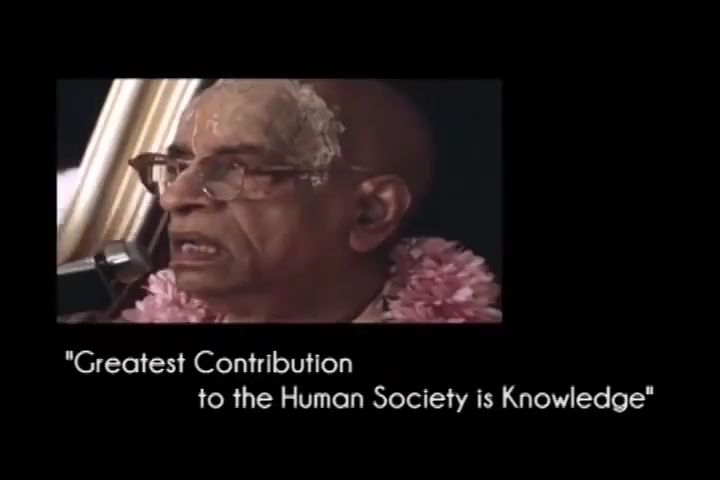 "Greatest Contribution
to the Human Society is Knowledge"